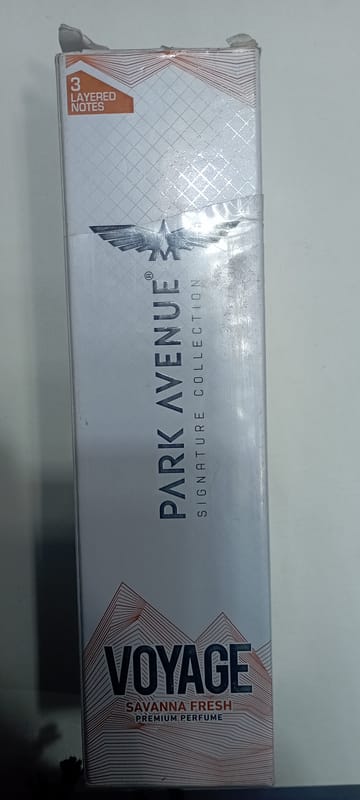 3
LAYERED
NOTES
PARK AVENUE®
SIGNATURE COLLECTION
VOYAGE
SAVANNA FRESH
PREMIUM PERFUME